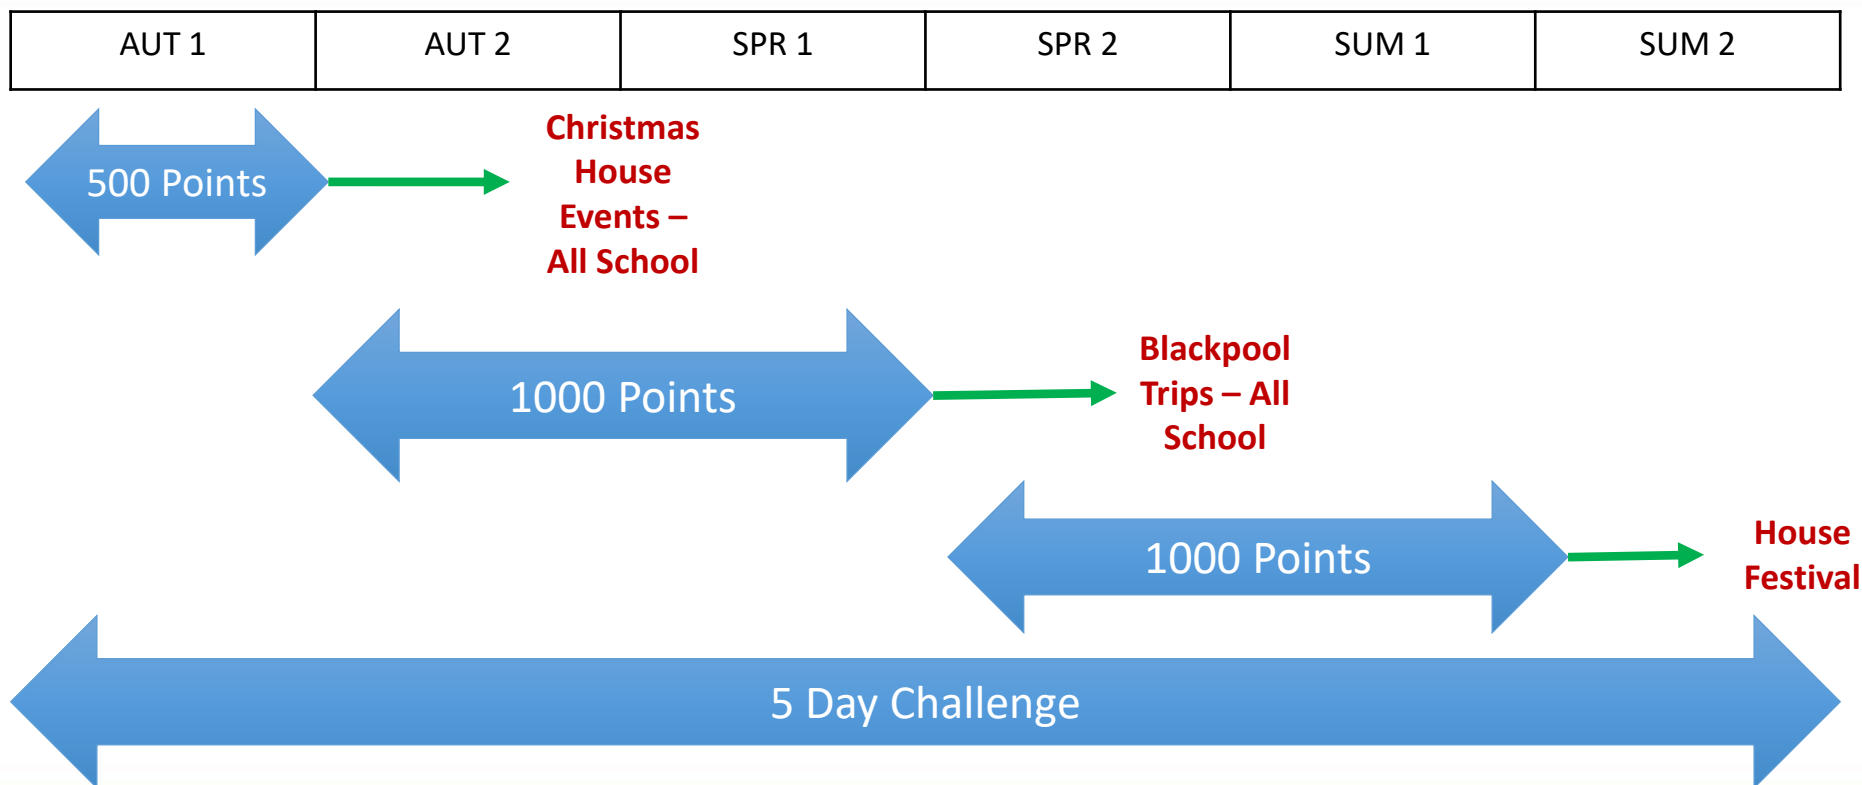 AUT 1
AUT 2
SPR 1
SPR 2
SUM 1
SUM 2
500 Points
Christmas
House
Events –
All School
1000 Points
Blackpool
Trips – All
School
1000 Points
House
Festival
5 Day Challenge